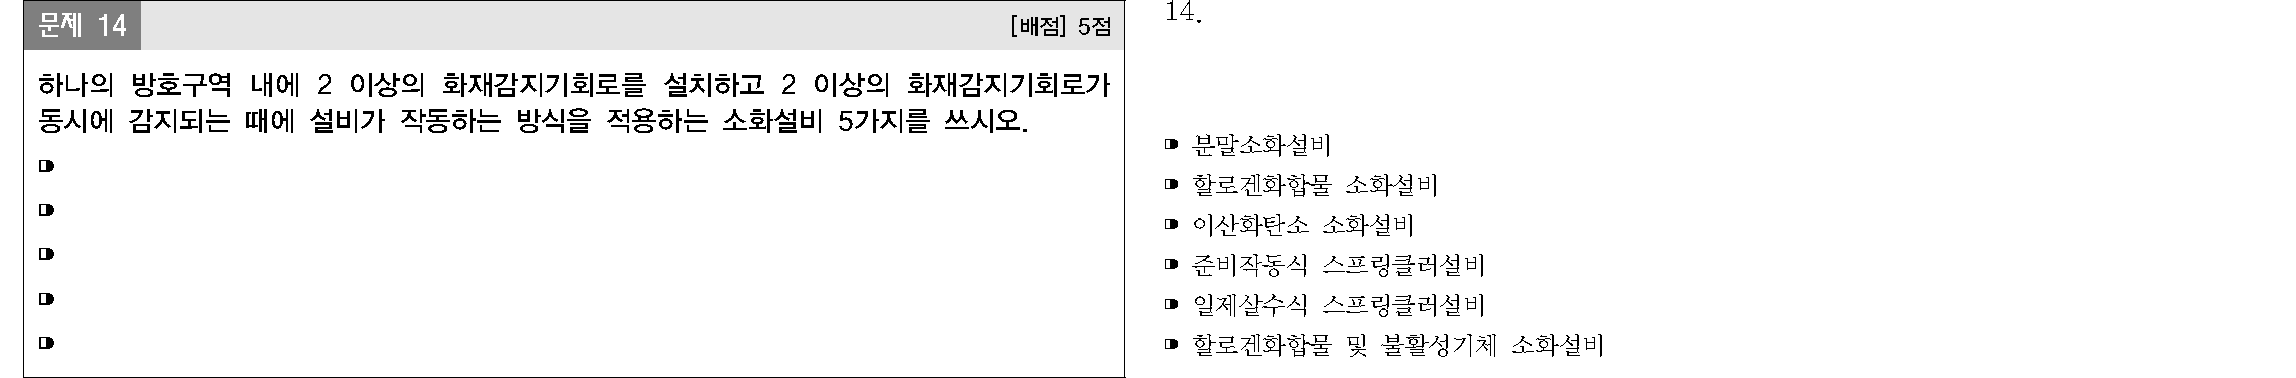 문제 14
[배점] 5점
하나의 방호구역 내에 2 이상의 화재감지기회로를 설치하고 2 이상의 화재감지기회로가
동시에 감지되는 때에 설비가 작동하는 방식을 적용하는 소화설비 5가지를 쓰시오.
14.
분말소화설비
할로겐화합물 소화설비
이산화탄소 소화설비
준비작동식 스프링클러설비
일제살수식 스프링클러설비
할로겐화합물 및 불활성기체 소화설비